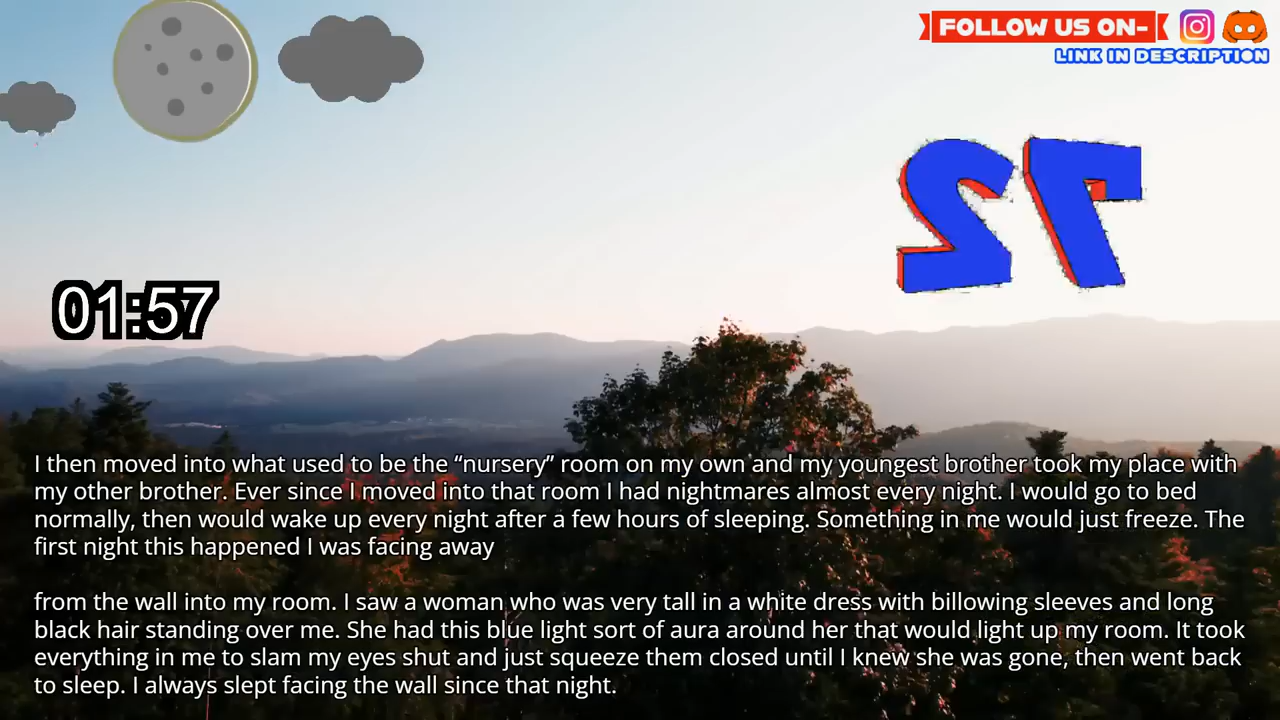 FOLLOW US ON-
LINK IN DESCRIPTION
01:57
I then moved into what used to be the “nursery” room on my own and my youngest brother took my place with
my other brother. Ever since I moved into that room I had nightmares almost every night. I would go to bed
normally, then would wake up every night after a few hours of sleeping. Something in me would just freeze. The
first night this happened I was facing away
from the wall into my room. I saw a woman who was very tall in a white dress with billowing sleeves and long
black hair standing over me. She had this blue light sort of aura around her that would light up my room. It took
everything in me to slam my eyes shut and just squeeze them closed until I knew she was gone, then went back
to sleep. I always slept facing the wall since that night.